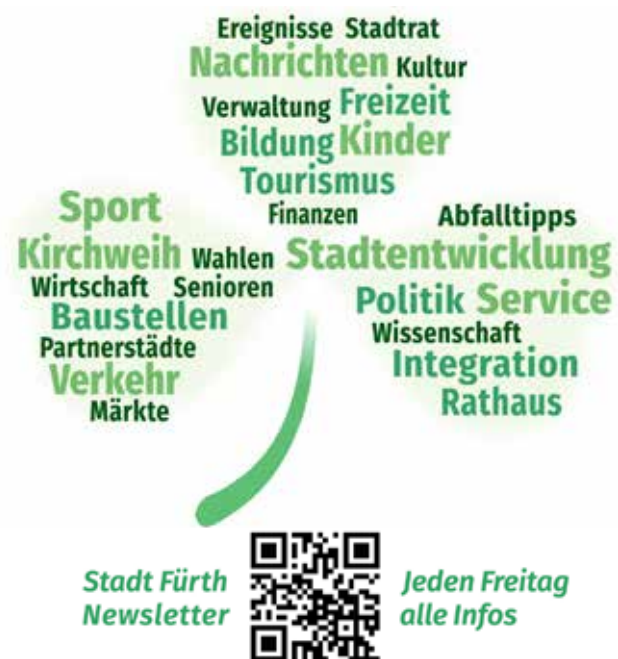 Ereignisse Stadtrat
Nachrichten Kultur
Verwaltung Freizeit
Bildung Kinder
Tourismus
Finanzen
Sport
Kirchweih Wahlen
Wirtschaft Senioren
Baustellen
Partnerstädte
Verkehr
Märkte
Abfalltipps
Stadtentwicklung
Politik Service
Wissenschaft
Integration
Rathaus
Stadt Fürth
Newsletter
Jeden Freitag
alle Infos